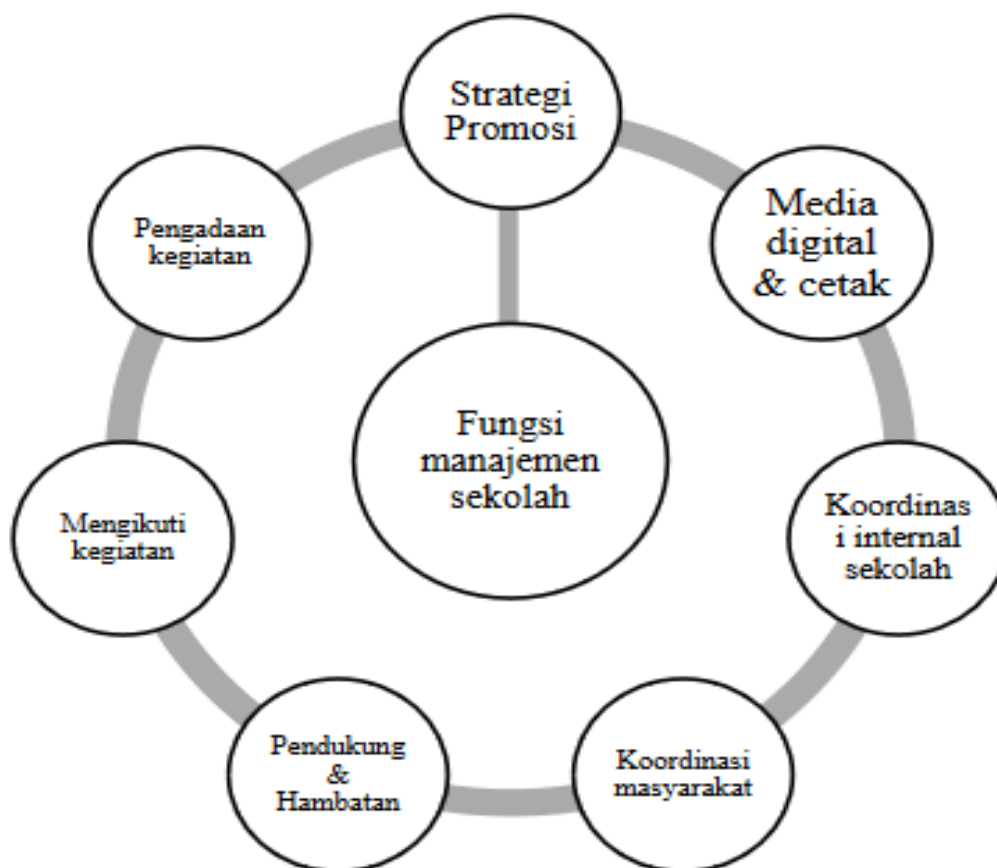 Strategi
Promosi
Media
digital
& cetak
Koordinas
i internal
sekolah
Koordinasi
masyarakat
Pendukung
&
Hambatan
Mengikuti
kegiatan
Pengadaan
kegiatan
Fungsi
manajemen
sekolah